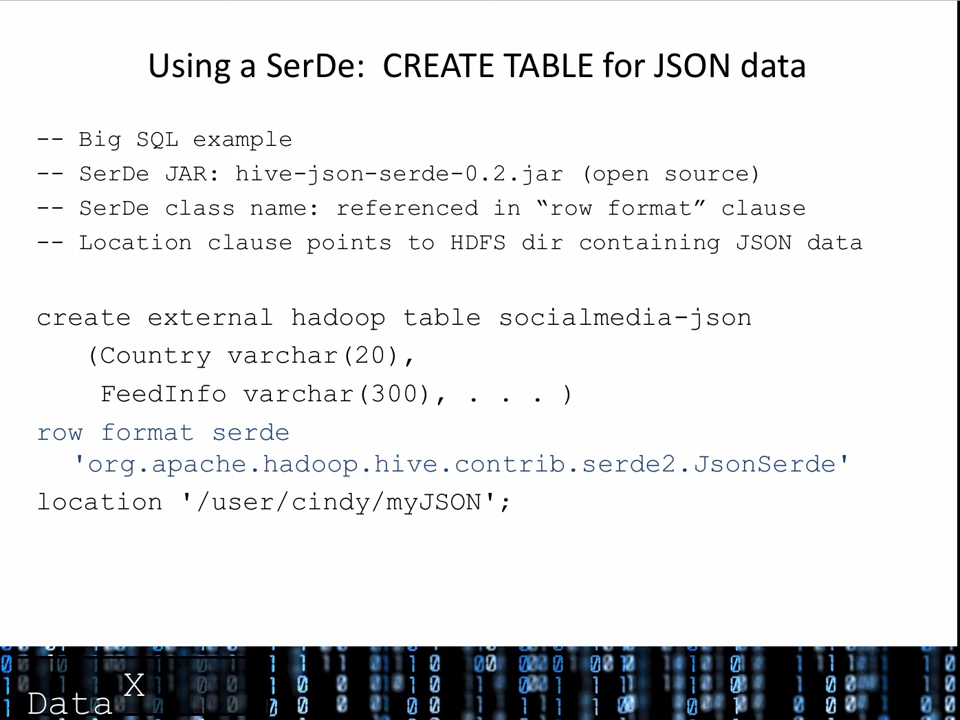 Using a SerDe: CREATE TABLE for JSON data
-- Big SQL example
-- SerDe JAR: hive-json-serde-0.2.jar (open source)
-- SerDe class name: referenced in “row format” clause
-- Location clause points to HDFS dir containing JSON data
create external hadoop table socialmedia-json
(Country varchar(20),
FeedInfo varchar(300), . . . )
row format serde
'org.apache.hadoop.hive.contrib.serde2.JsonSerde'
location '/user/cindy/myJSON';
Data X